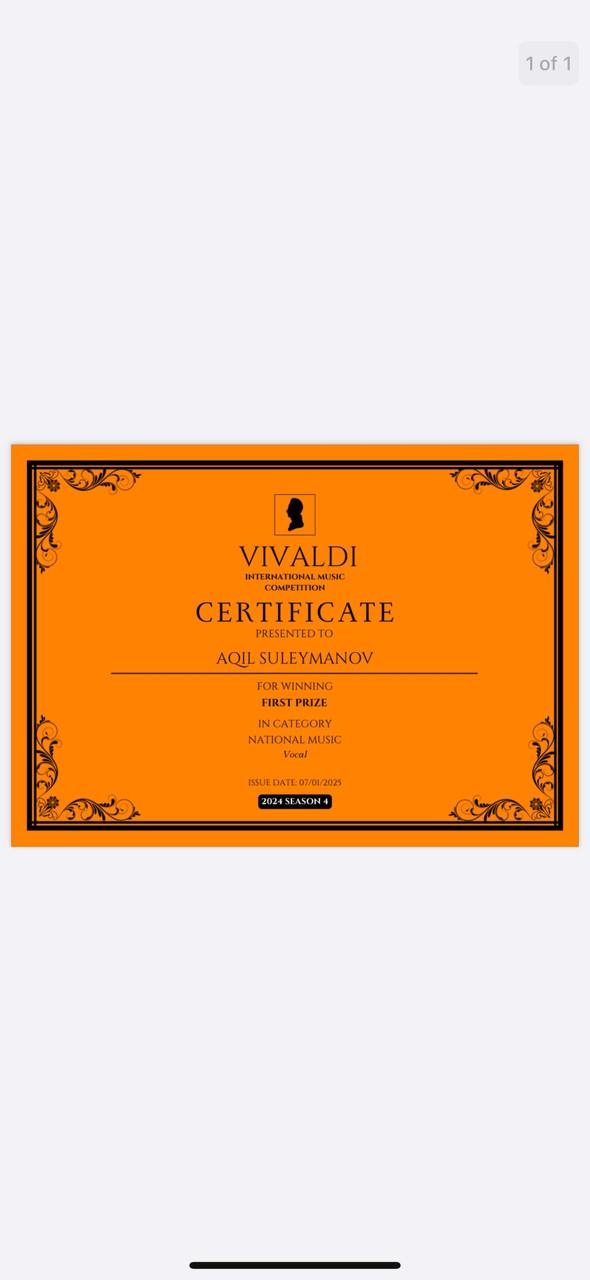 1 of 1
VIVALDI
INTERNATIONAL MUSIC
COMPETITION
CERTIFICATE
PRESENTED TO
AQIL SULEYMANOV
FOR WINNING
FIRST PRIZE
IN CATEGORY
NATIONAL MUSIC
Vocal
ISSUE DATE: 07/01/2025
2024 SEASON 4